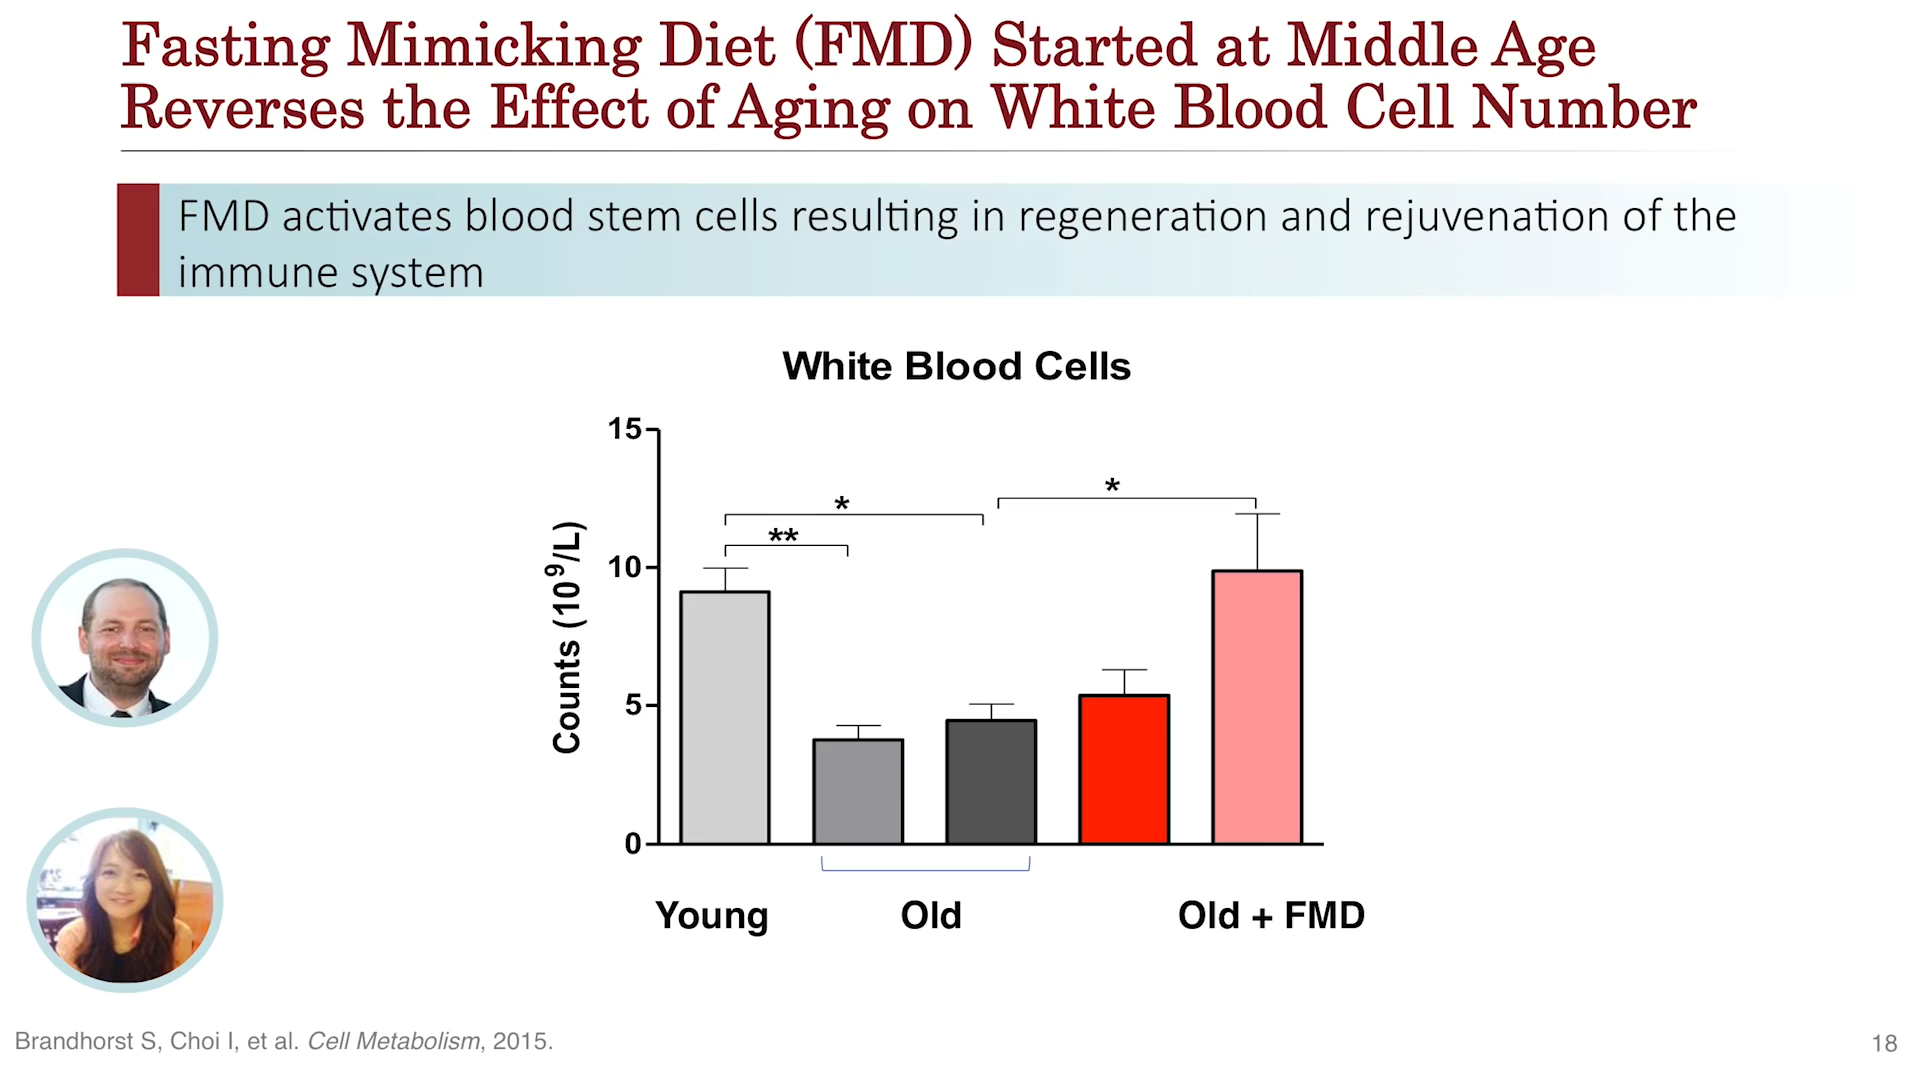 Fasting Mimicking Diet (FMD) Started at Middle Age
Reverses the Effect of Aging on White Blood Cell Number
FMD activates blood stem cells resulting in regeneration and rejuvenation of the
immune system
White Blood Cells
Counts (10⁹/L)
15
10
5
0
*
**
*
Young
Old
Old + FMD
Brandhorst S, Choi I, et al. Cell Metabolism, 2015.
18